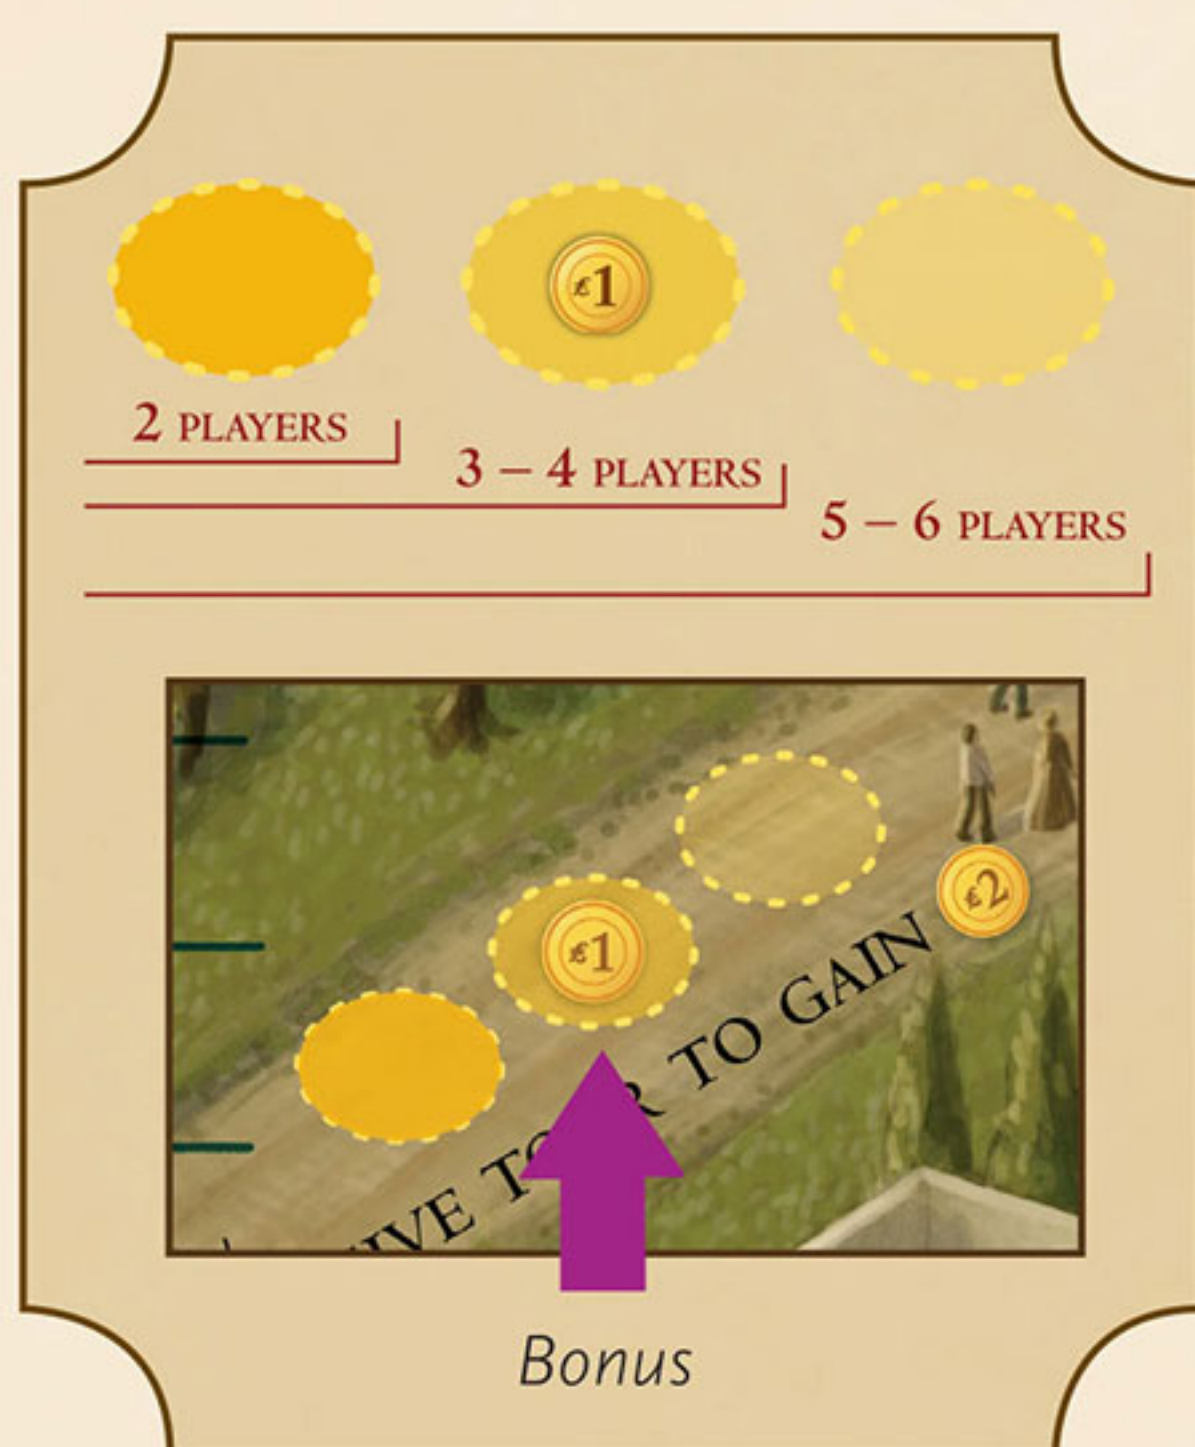 €1
2 PLAYERS
3 – 4 PLAYERS
5 – 6 PLAYERS
€2
€1
TO GAIN
Bonus